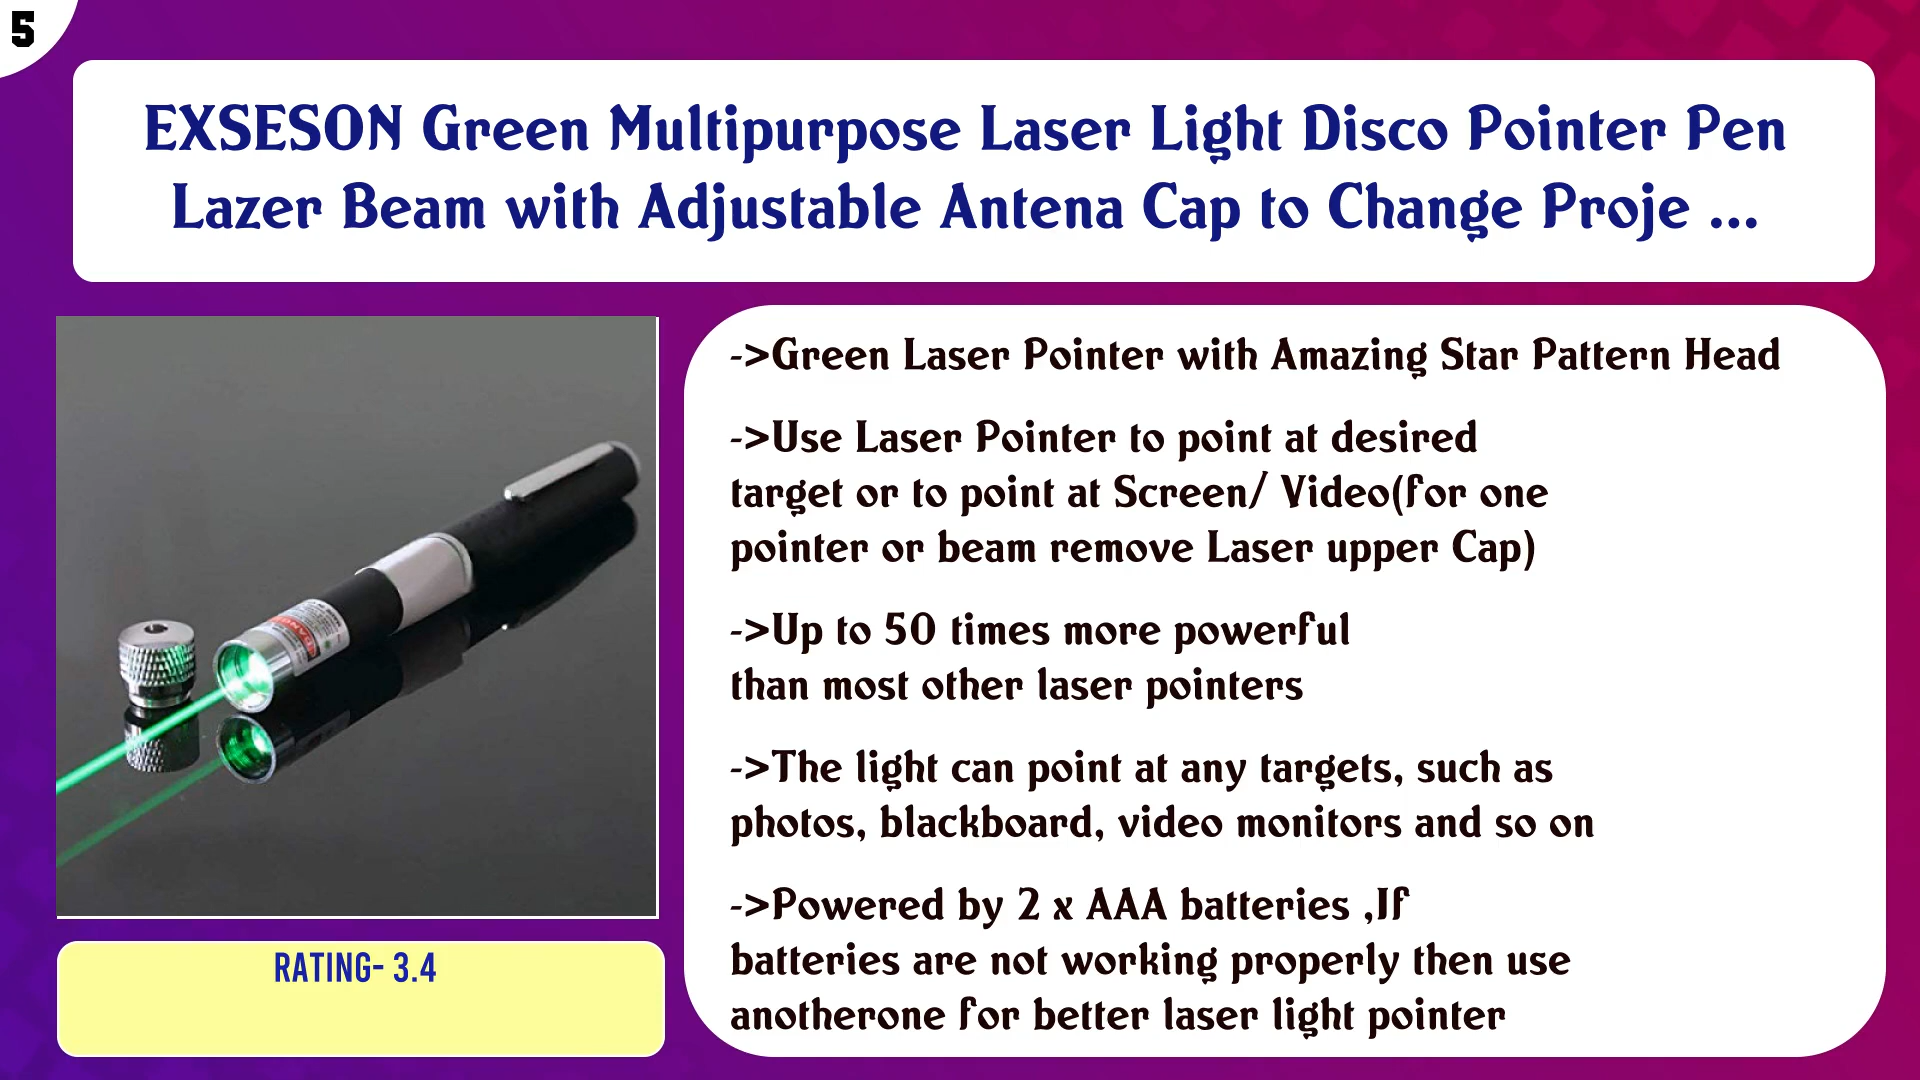 5
EXSESON Green Multipurpose Laser Light Disco Pointer Pen
Lazer Beam with Adjustable Antena Cap to Change Proje ...
->Green Laser Pointer with Amazing Star Pattern Head
->Use Laser Pointer to point at desired
target or to point at Screen/ Video(for one
pointer or beam remove Laser upper Cap)
->Up to 50 times more powerful
than most other laser pointers
->The light can point at any targets, such as
photos, blackboard, video monitors and so on
->Powered by 2 x AAA batteries ,If
batteries are not working properly then use
anotherone for better laser light pointer
RATING- 3.4